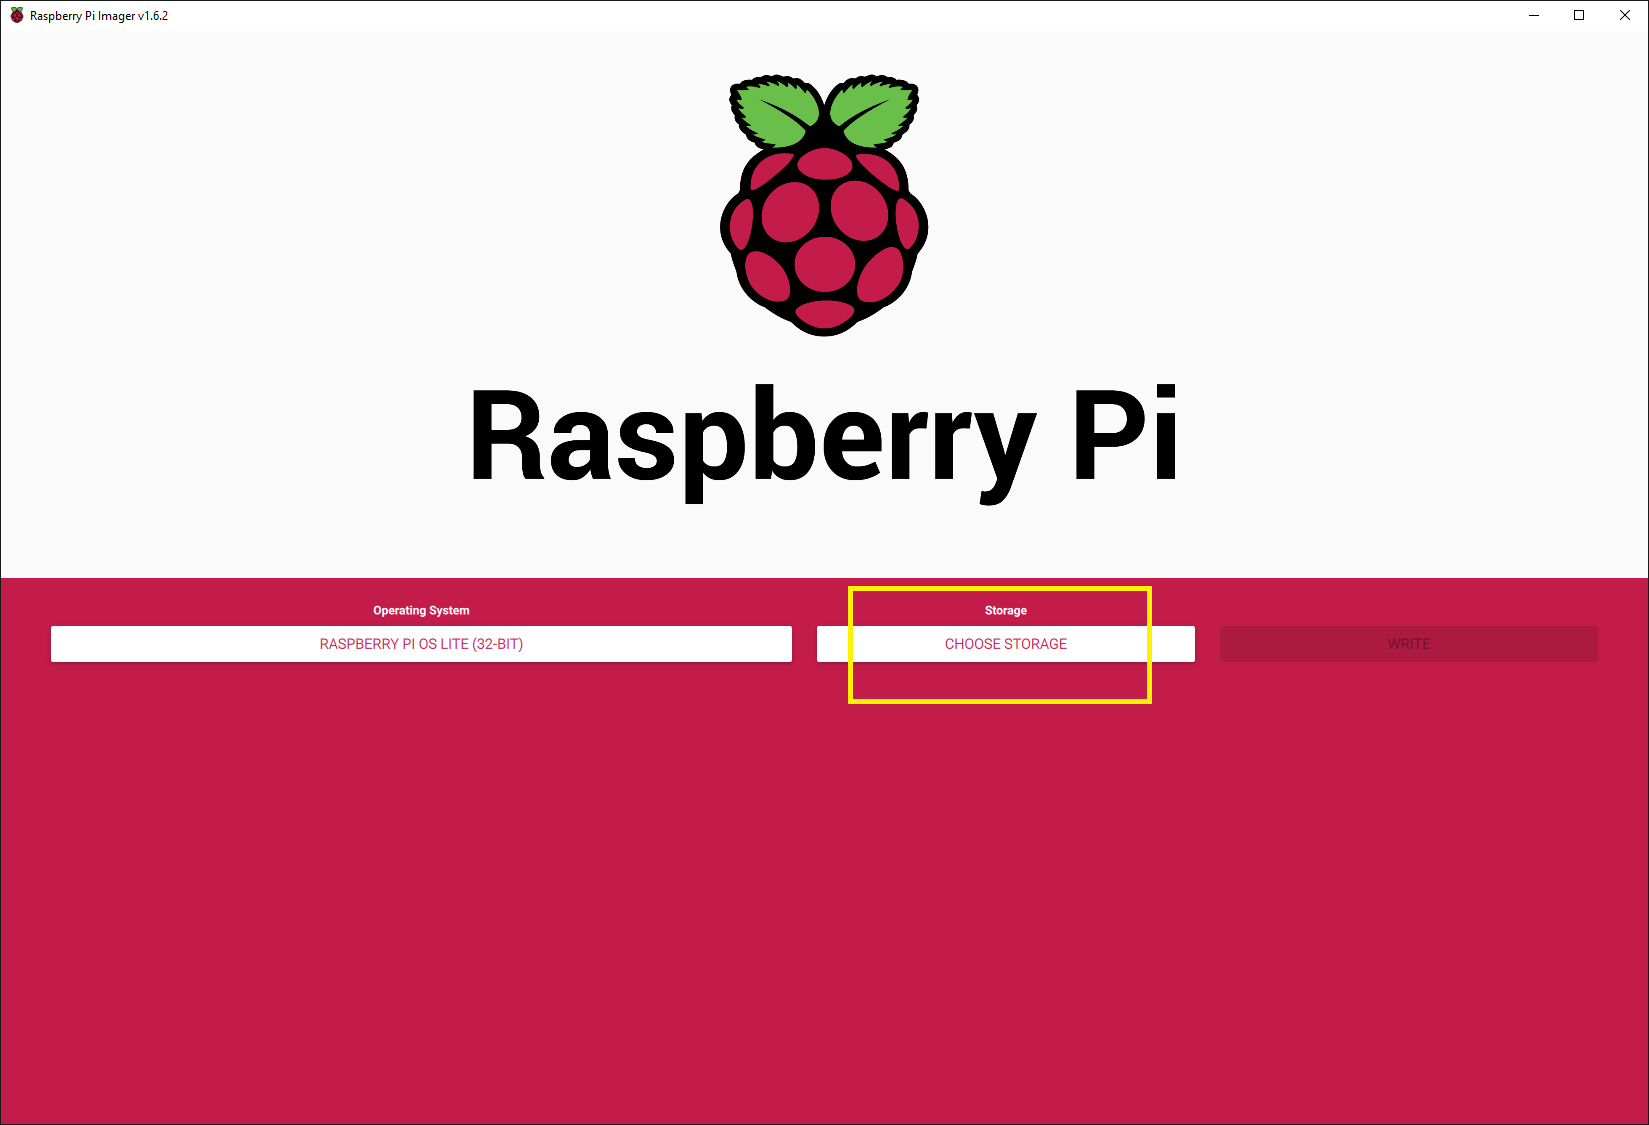 Raspberry Pi Imager v1.6.2
Raspberry Pi
Operating System
Storage
RASPBERRY PI OS LITE (32-BIT)
CHOOSE STORAGE
WRITE